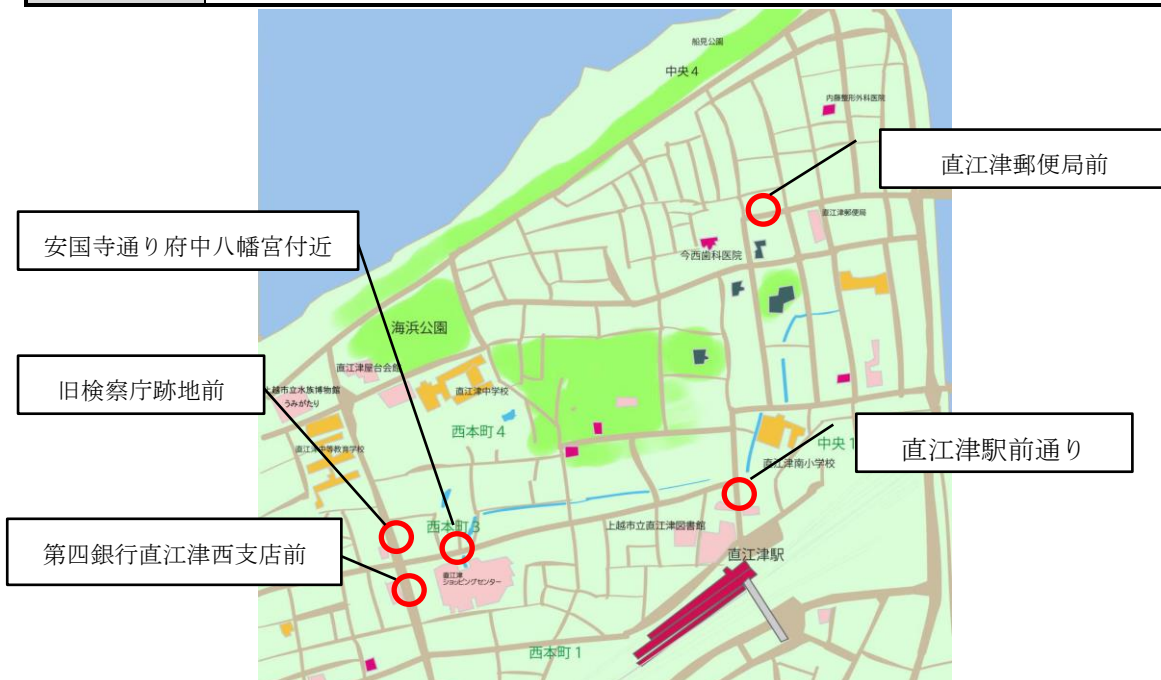 船見公園
中央4
内藤整形外科医院
直江津郵便局前
直江津郵便局
安国寺通り府中八幡宮付近
今西歯科医院
海浜公園
直江津屋台会館
旧検察庁跡地前
上越市立水族博物館
うみがたり
直江津中学校
西本町4
直江津中等教育学校
中央1
直江津駅前通り
直江津南小学校
西本町3
上越市立直江津図書館
第四銀行直江津西支店前
直江津駅
直江津
ショッピングセンター
西本町1